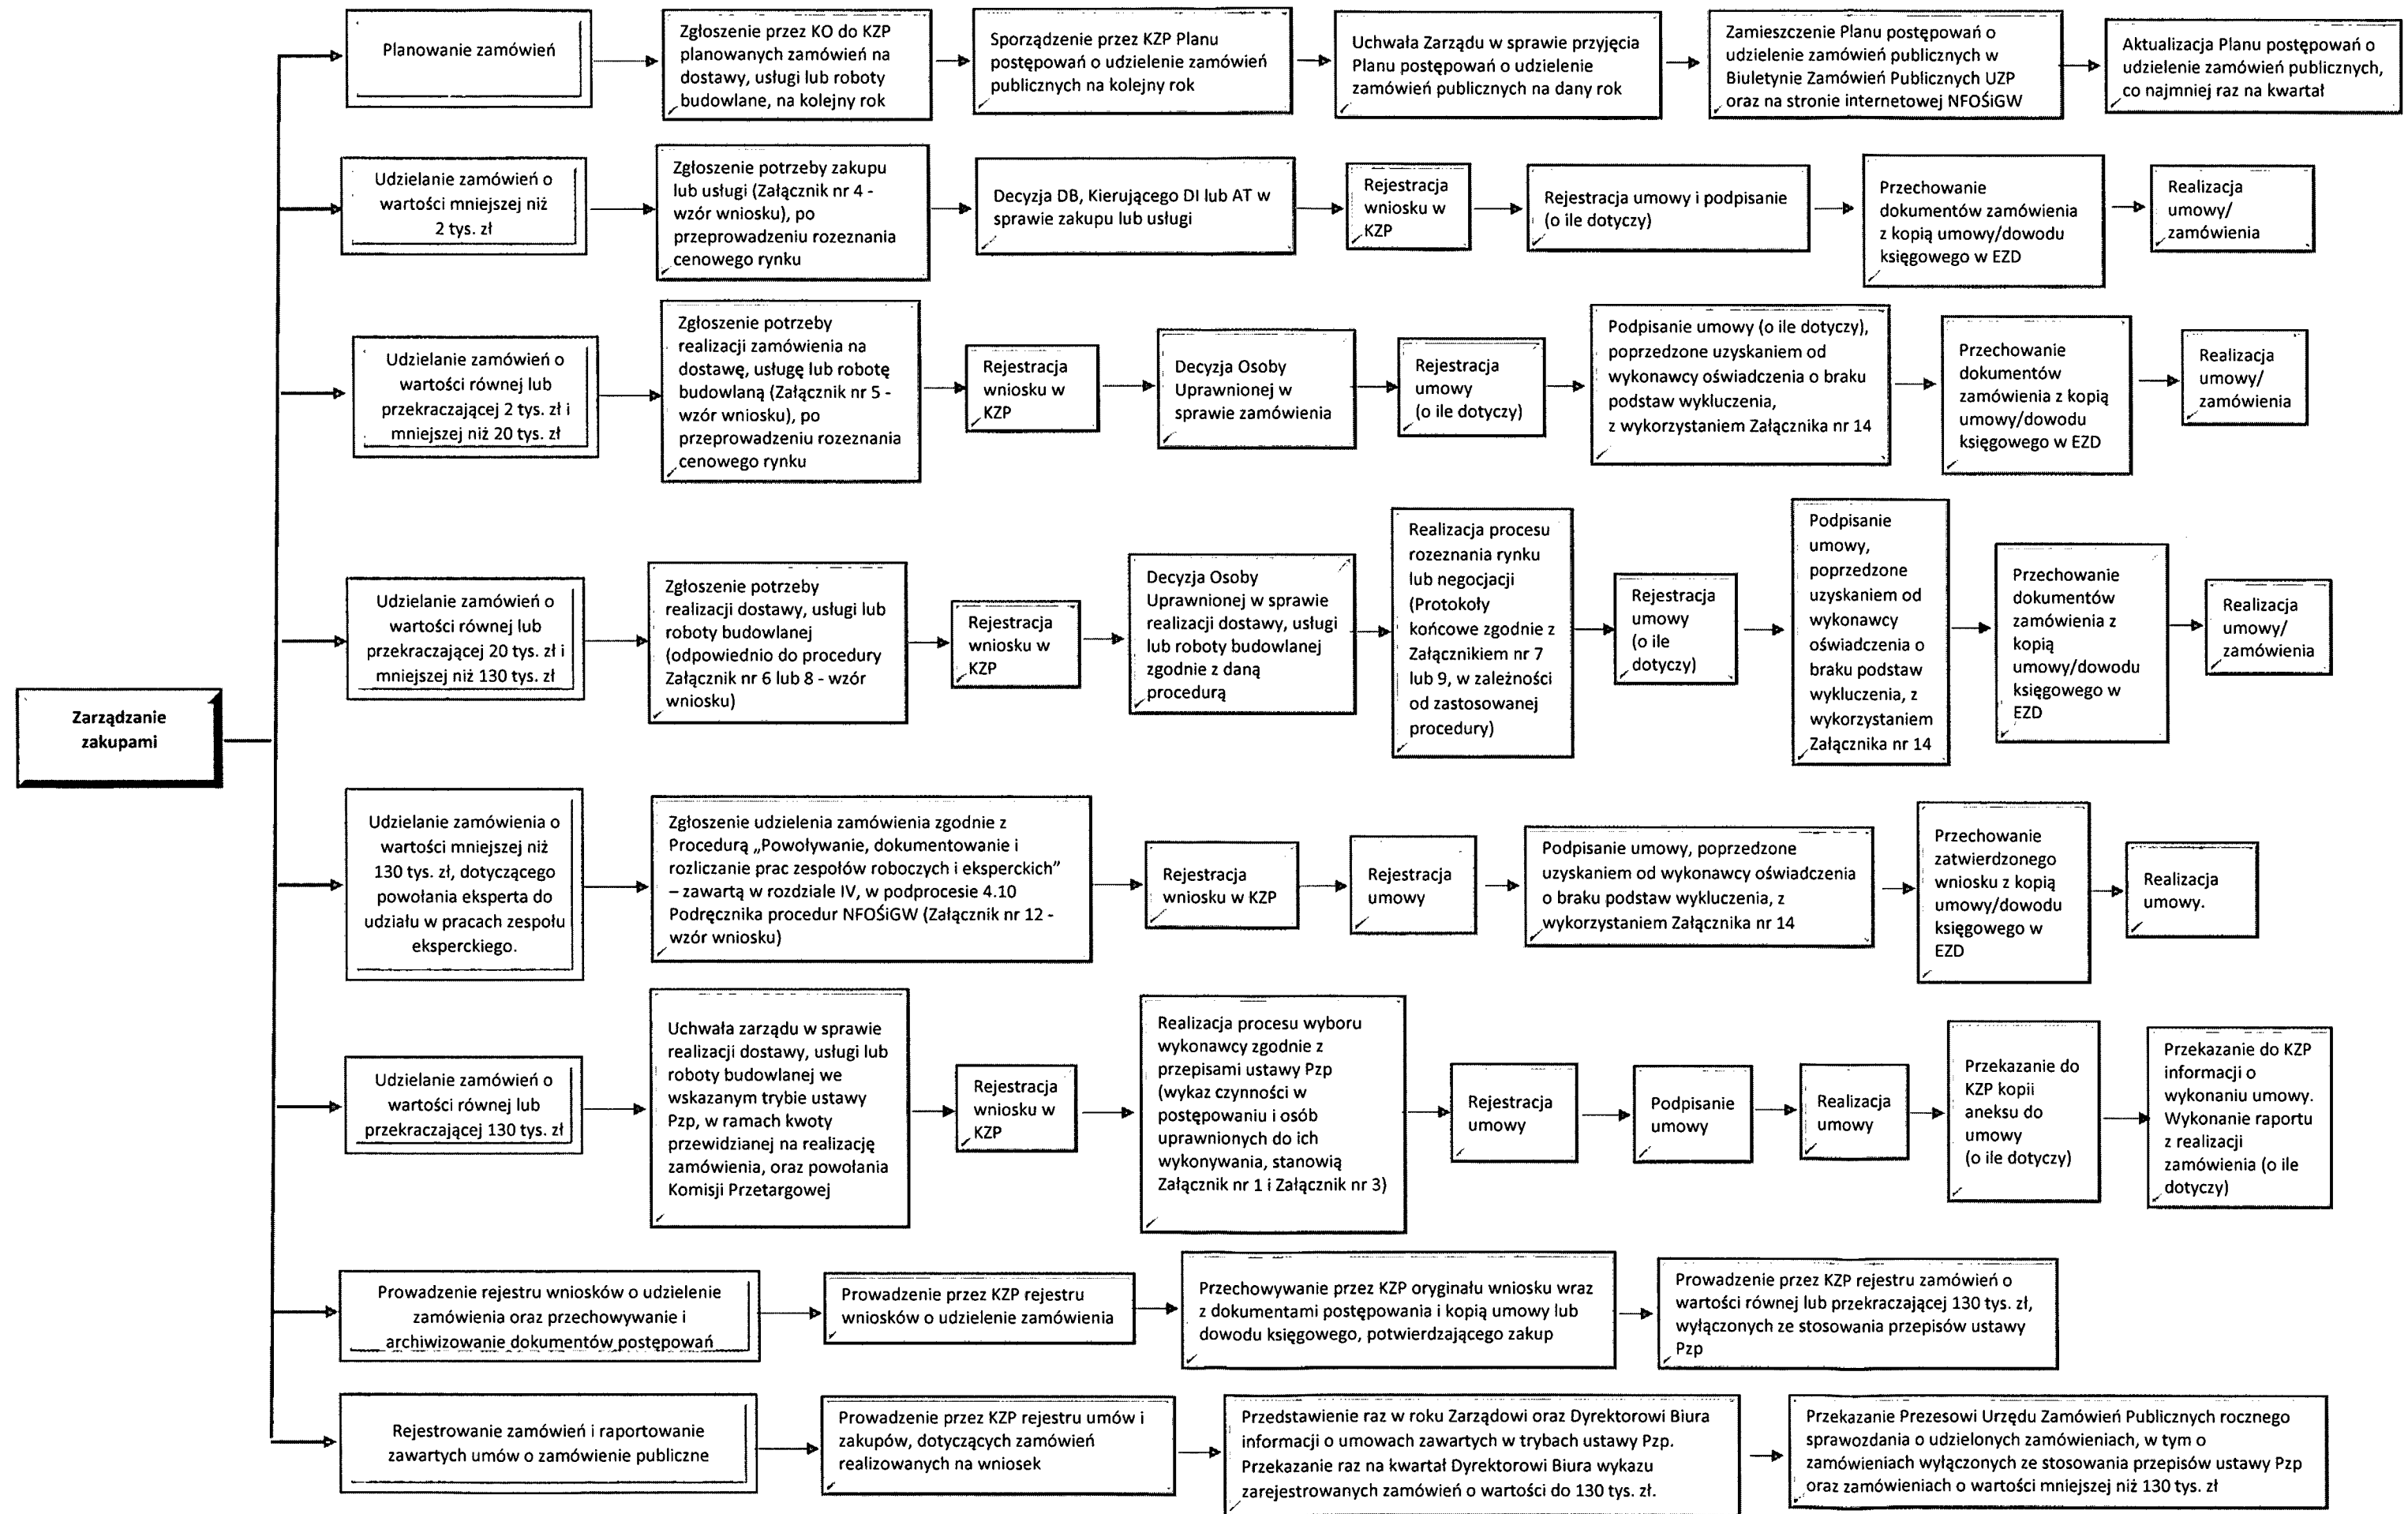 Planowanie zamówień
Zgłoszenie przez KO do KZP
planowanych zamówień na
dostawy, usługi lub roboty
budowlane, na kolejny rok
Sporządzenie przez KZP Planu
postępowań o udzielenie zamówień
publicznych na kolejny rok
Uchwała Zarządu w sprawie przyjęcia
Planu postępowań o udzielenie
zamówień publicznych na dany rok
Zamieszczenie Planu postępowań o
udzielenie zamówień publicznych w
Biuletynie Zamówień Publicznych UZP
oraz na stronie internetowej NFOŚiGW
Aktualizacja Planu postępowań o
udzielenie zamówień publicznych,
co najmniej raz na kwartał
Udzielanie zamówień o
wartości mniejszej niż
2 tys. zł
Zgłoszenie potrzeby zakupu
lub usługi (Załącznik nr 4 -
wzór wniosku), po
przeprowadzeniu rozeznania
cenowego rynku
Decyzja DB, Kierującego DI lub AT w
sprawie zakupu lub usługi
Rejestracja
wniosku w
KZP
Rejestracja umowy i podpisanie
(o ile dotyczy)
Przechowanie
dokumentów zamówienia
z kopią umowy/dowodu
księgowego w EZD
Realizacja
umowy/
zamówienia
Udzielanie zamówień o
wartości równej lub
przekraczającej 2 tys. zł i
mniejszej niż 20 tys. zł
Zgłoszenie potrzeby
realizacji zamówienia na
dostawę, usługę lub robotę
budowlaną (Załącznik nr 5 -
wzór wniosku), po
przeprowadzeniu rozeznania
cenowego rynku
Rejestracja
wniosku w
KZP
Decyzja Osoby
Uprawnionej w
sprawie zamówienia
Rejestracja
umowy
(o ile dotyczy)
Podpisanie umowy (o ile dotyczy),
poprzedzone uzyskaniem od
wykonawcy oświadczenia o braku
podstaw wykluczenia,
z wykorzystaniem Załącznika nr 14
Przechowanie
dokumentów
zamówienia z kopią
umowy/dowodu
księgowego w EZD
Realizacja
umowy/
zamówienia
Udzielanie zamówień o
wartości równej lub
przekraczającej 20 tys. zł i
mniejszej niż 130 tys. zł
Zgłoszenie potrzeby
realizacji dostawy, usługi lub
roboty budowlanej
(odpowiednio do procedury
Załącznik nr 6 lub 8 - wzór
wniosku)
Rejestracja
wniosku w
KZP
Decyzja Osoby
Uprawnionej w sprawie
realizacji dostawy, usługi
lub roboty budowlanej
zgodnie z daną
procedurą
Realizacja procesu
rozeznania rynku
lub negocjacji
(Protokoły
końcowe zgodnie z
Załącznikiem nr 7
lub 9, w zależności
od zastosowanej
procedury)
Rejestracja
umowy
(o ile
dotyczy)
Podpisanie
umowy,
poprzedzone
uzyskaniem od
wykonawcy
oświadczenia o
braku podstaw
wykluczenia, z
wykorzystaniem
Załącznika nr 14
Przechowanie
dokumentów
zamówienia z
kopią
umowy/dowodu
księgowego w
EZD
Realizacja
umowy/
zamówienia
Zarządzanie
zakupami
Udzielanie zamówienia o
wartości mniejszej niż
130 tys. zł, dotyczącego
powołania eksperta do
udziału w pracach zespołu
eksperckiego.
Zgłoszenie udzielenia zamówienia zgodnie z
Procedurą „Powoływanie, dokumentowanie i
rozliczanie prac zespołów roboczych i eksperckich”
– zawartą w rozdziale IV, w podprocesie 4.10
Podręcznika procedur NFOŚiGW (Załącznik nr 12 -
wzór wniosku)
Rejestracja
wniosku w KZP
Rejestracja
umowy
Podpisanie umowy, poprzedzone
uzyskaniem od wykonawcy oświadczenia
o braku podstaw wykluczenia, z
wykorzystaniem Załącznika nr 14
Przechowanie
zatwierdzonego
wniosku z kopią
umowy/dowodu
księgowego w
EZD
Realizacja
umowy.
Udzielanie zamówień o
wartości równej lub
przekraczającej 130 tys. zł
Uchwała zarządu w sprawie
realizacji dostawy, usługi lub
roboty budowlanej we
wskazanym trybie ustawy
Pzp, w ramach kwoty
przewidzianej na realizację
zamówienia, oraz powołania
Komisji Przetargowej
Rejestracja
wniosku w
KZP
Realizacja procesu wyboru
wykonawcy zgodnie z
przepisami ustawy Pzp
(wykaz czynności w
postępowaniu i osób
uprawnionych do ich
wykonywania, stanowią
Załącznik nr 1 i Załącznik nr 3)
Rejestracja
umowy
Podpisanie
umowy
Realizacja
umowy
Przekazanie do
KZP kopii
aneksu do
umowy
(o ile dotyczy)
Przekazanie do KZP
informacji o
wykonaniu umowy.
Wykonanie raportu
z realizacji
zamówienia (o ile
dotyczy)
Prowadzenie rejestru wniosków o udzielenie
zamówienia oraz przechowywanie i
archiwizowanie dokumentów postępowań
Prowadzenie przez KZP rejestru
wniosków o udzielenie zamówienia
Przechowywanie przez KZP oryginału wniosku wraz
z dokumentami postępowania i kopią umowy lub
dowodu księgowego, potwierdzającego zakup
Prowadzenie przez KZP rejestru zamówień o
wartości równej lub przekraczającej 130 tys. zł,
wyłączonych ze stosowania przepisów ustawy
Pzp
Rejestrowanie zamówień i raportowanie
zawartych umów o zamówienie publiczne
Prowadzenie przez KZP rejestru umów i
zakupów, dotyczących zamówień
realizowanych na wniosek
Przedstawienie raz w roku Zarządowi oraz Dyrektorowi Biura
informacji o umowach zawartych w trybach ustawy Pzp.
Przekazanie raz na kwartał Dyrektorowi Biura wykazu
zarejestrowanych zamówień o wartości do 130 tys. zł.
Przekazanie Prezesowi Urzędu Zamówień Publicznych rocznego
sprawozdania o udzielonych zamówieniach, w tym o
zamówieniach wyłączonych ze stosowania przepisów ustawy Pzp
oraz zamówieniach o wartości mniejszej niż 130 tys. zł